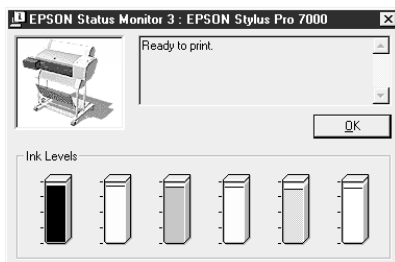 EPSON Status Monitor 3 : EPSON Stylus Pro 7000
Ready to print.
OK
Ink Levels